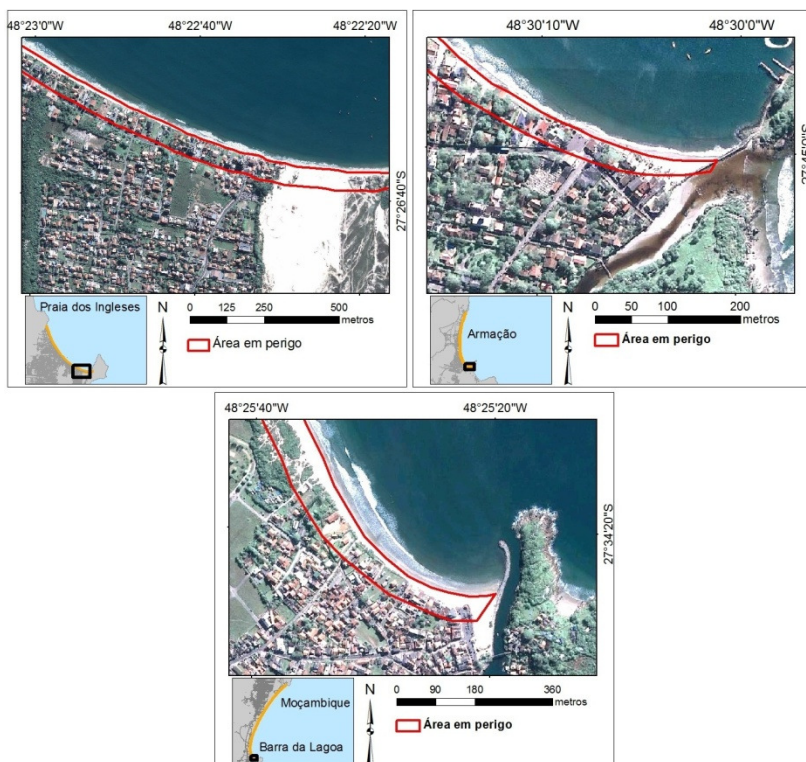 48°23'0"W 48°22'40"W 48°22'20"W
27°26'40"S
Praia dos Ingleses
N
0 125 250 500
metros
Área em perigo
48°30'10"W 48°30'0"W
27°45'0"S
Armação
N
0 50 100 200
metros
Área em perigo
48°25'40"W 48°25'20"W
27°34'20"S
Moçambique
Barra da Lagoa
N
0 90 180 360
metros
Área em perigo